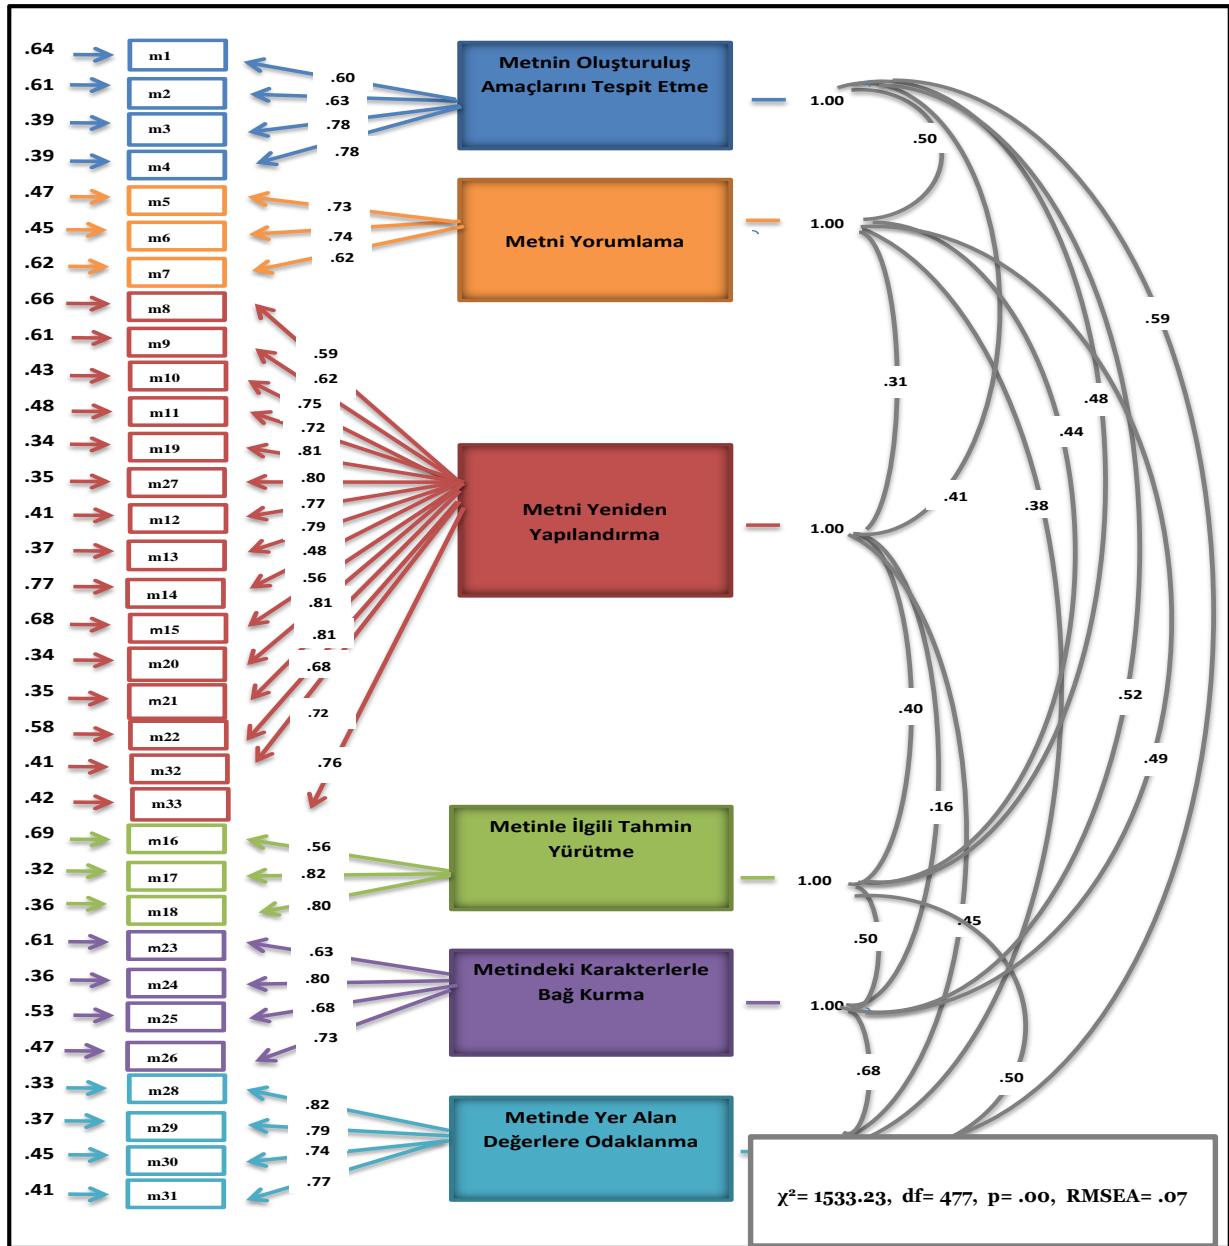 .64
m1
.60
.61
m2
.63
.39
m3
.78
.39
m4
.78
Metnin Oluşturuluş
Amaçlarını Tespit Etme
1.00
.47
m5
.73
.45
m6
.74
.62
m7
.62
Metni Yorumlama
1.00
.66
m8
.59
.61
m9
.62
.43
m10
.75
.48
m11
.72
.34
m19
.81
.35
m27
.80
.41
m12
.77
.37
m13
.79
.77
m14
.48
.68
m15
.56
.34
m20
.81
.35
m21
.81
.58
m22
.68
.41
m32
.72
.42
m33
.76
Metni Yeniden
Yapılandırma
1.00
.69
m16
.56
.32
m17
.82
.36
m18
.80
Metinle İlgili Tahmin
Yürütme
1.00
.61
m23
.63
.36
m24
.80
.53
m25
.68
.47
m26
.73
Metindeki Karakterlerle
Bağ Kurma
1.00
.33
m28
.82
.37
m29
.79
.45
m30
.74
.41
m31
.77
Metinde Yer Alan
Değerlere Odaklanma
.50
.59
.31
.48
.44
.41
.38
.52
.40
.49
.16
.45
.50
.68
.50
χ²= 1533.23, df= 477, p= .00, RMSEA= .07